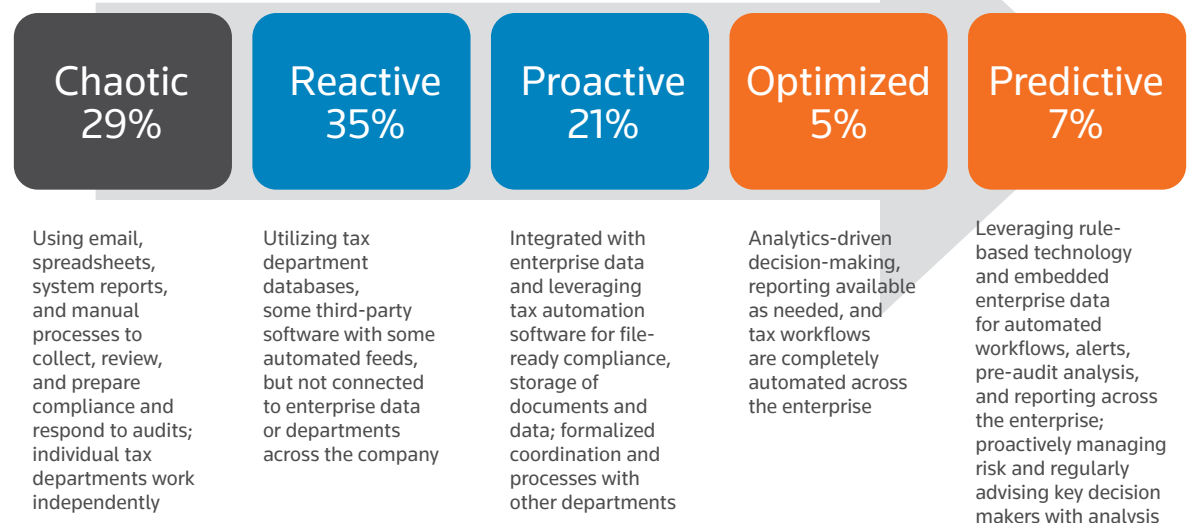 Chaotic
29%
Reactive
35%
Proactive
21%
Optimized
5%
Predictive
7%
Using email,
spreadsheets,
system reports,
and manual
processes to
collect, review,
and prepare
compliance and
respond to audits;
individual tax
departments work
independently
Utilizing tax
department
databases,
some third-party
software with some
automated feeds,
but not connected
to enterprise data
or departments
across the company
Integrated with
enterprise data
and leveraging
tax automation
software for file-
ready compliance,
storage of
documents and
data; formalized
coordination and
processes with
other departments
Analytics-driven
decision-making,
reporting available
as needed, and
tax workflows
are completely
automated across
the enterprise
Leveraging rule-
based technology
and embedded
enterprise data
for automated
workflows, alerts,
pre-audit analysis,
and reporting across
the enterprise;
proactively managing
risk and regularly
advising key decision
makers with analysis